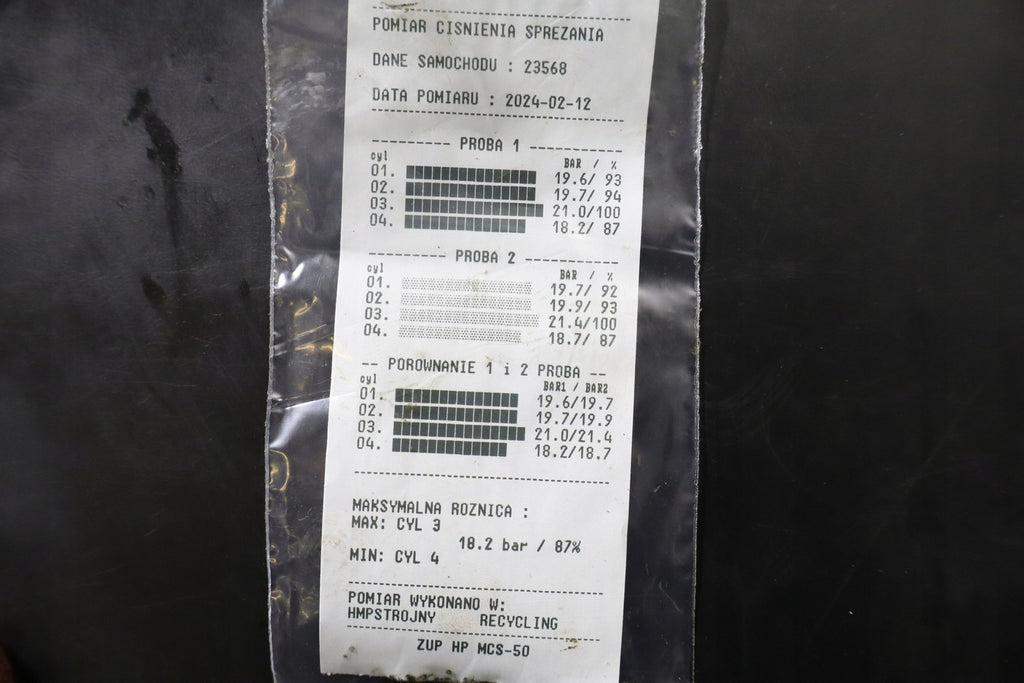 POMIAR CISNIENIA SPREZANIA
DANE SAMOCHODU : 23568
DATA POMIARU : 2024-02-12
PROBA 1
cyl BAR / %
01. 19.6/ 93
02. 19.7/ 94
03. 21.0/100
04. 18.2/ 87
PROBA 2
cyl BAR / %
01. 19.7/ 92
02. 19.9/ 93
03. 21.4/100
04. 18.7/ 87
-- POROWNANIE 1 i 2 PROBA --
cyl BAR1 / BAR2
01. 19.6/19.7
02. 19.7/19.9
03. 21.0/21.4
04. 18.2/18.7
MAKSYMALNA ROZNICA :
MAX: CYL 3
18.2 bar / 87%
MIN: CYL 4
POMIAR WYKONANO W:
HMPSTROJNY RECYCLING
ZUP HP MCS-50